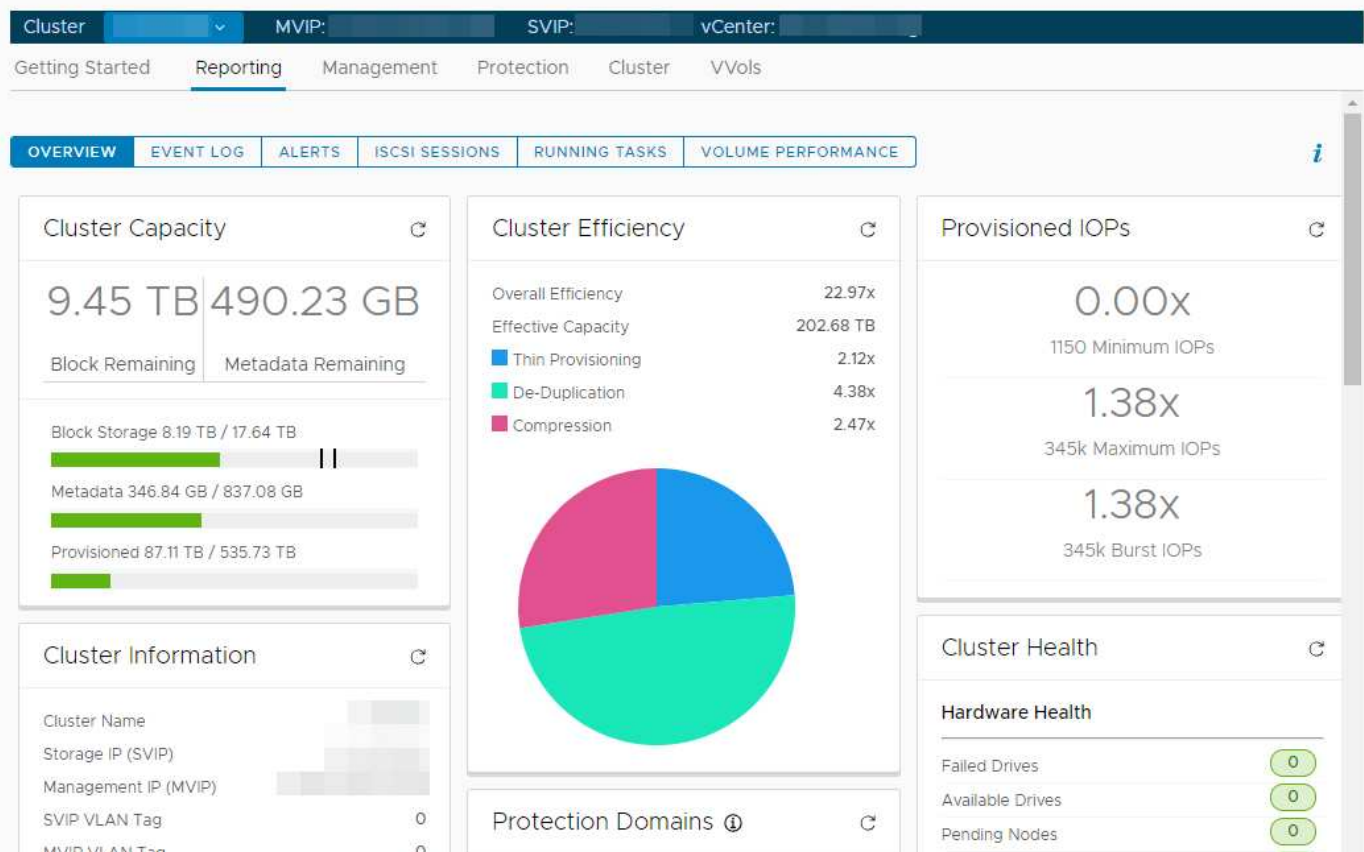 Cluster MVIP: SVIP: vCenter:
Getting Started Reporting Management Protection Cluster VVols
OVERVIEW EVENT LOG ALERTS ISCSI SESSIONS RUNNING TASKS VOLUME PERFORMANCE i
Cluster Capacity
9.45 TB 490.23 GB
Block Remaining Metadata Remaining
Block Storage 8.19 TB / 17.64 TB
Metadata 346.84 GB / 837.08 GB
Provisioned 87.11 TB / 535.73 TB
Cluster Information
Cluster Name
Storage IP (SVIP)
Management IP (MVIP)
SVIP VLAN Tag 0
MVIP VLAN Tag 0
Cluster Efficiency
Overall Efficiency 22.97x
Effective Capacity 202.68 TB
Thin Provisioning 2.12x
De-Duplication 4.38x
Compression 2.47x
Protection Domains
Provisioned IOPs
0.00x
1150 Minimum IOPs
1.38x
345k Maximum IOPs
1.38x
345k Burst IOPs
Cluster Health
Hardware Health
Failed Drives 0
Available Drives 0
Pending Nodes 0